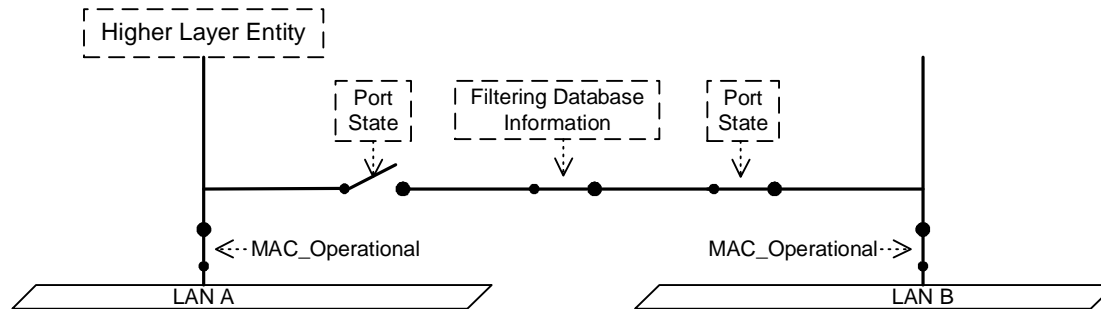 Higher Layer Entity
Port
State
Filtering Database
Information
Port
State
MAC_Operational
MAC_Operational
LAN A
LAN B